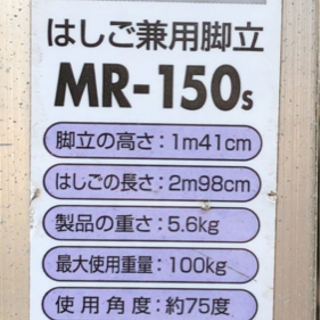 はしご兼用脚立
MR-150s
脚立の高さ：1m41cm
はしごの長さ：2m98cm
製品の重さ：5.6kg
最大使用重量：100kg
使用角度：約75度